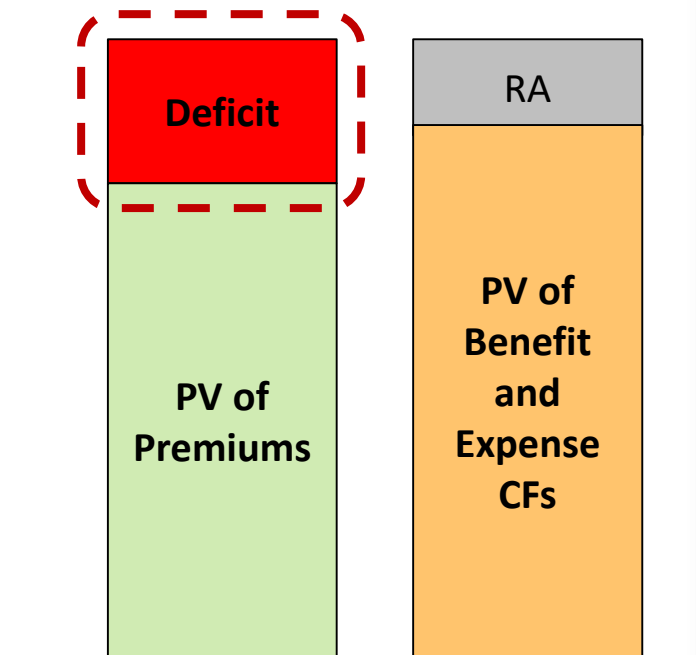 Deficit
RA
PV of
Premiums
PV of
Benefit
and
Expense
CFs